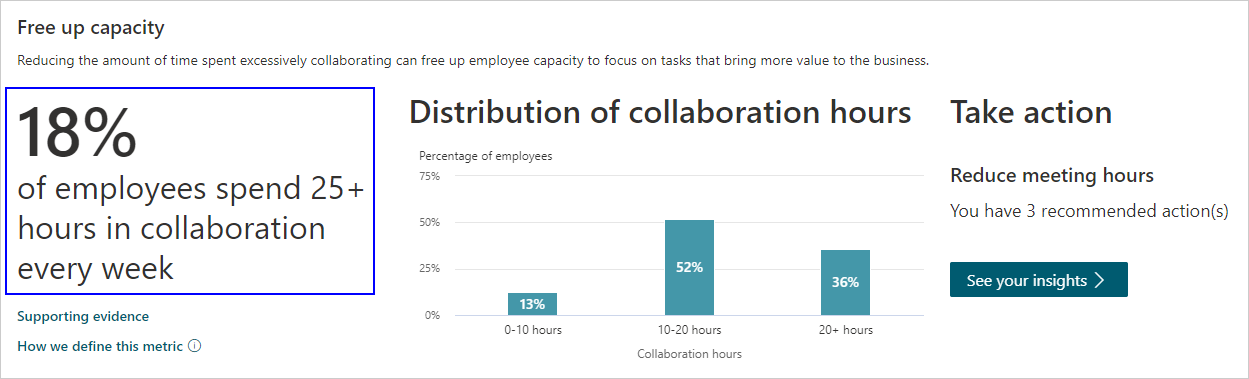 Free up capacity
Reducing the amount of time spent excessively collaborating can free up employee capacity to focus on tasks that bring more value to the business.
18%
of employees spend 25+
hours in collaboration
every week
Supporting evidence
How we define this metric
Distribution of collaboration hours
Percentage of employees
75%
50%
25%
0%
13%
52%
36%
0-10 hours
10-20 hours
20+ hours
Collaboration hours
Take action
Reduce meeting hours
You have 3 recommended action(s)
See your insights